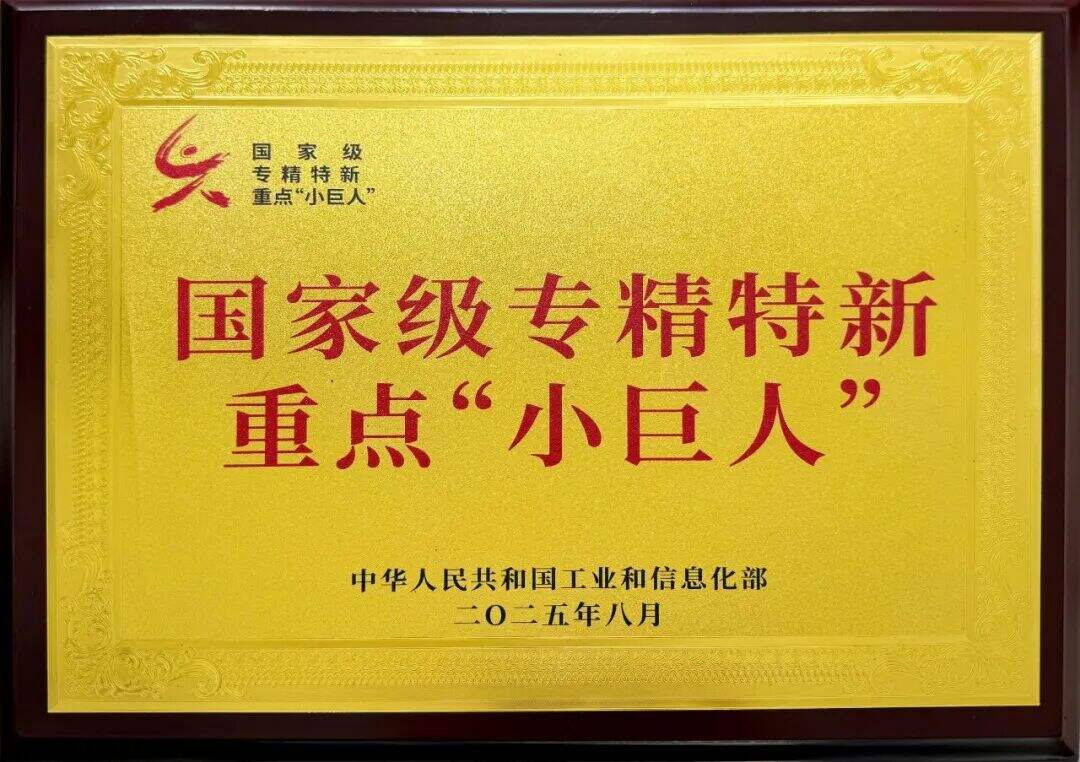 国家级
专精特新
重点“小巨人”
国家级专精特新
重点“小巨人”
中华人民共和国工业和信息化部
二〇二五年八月